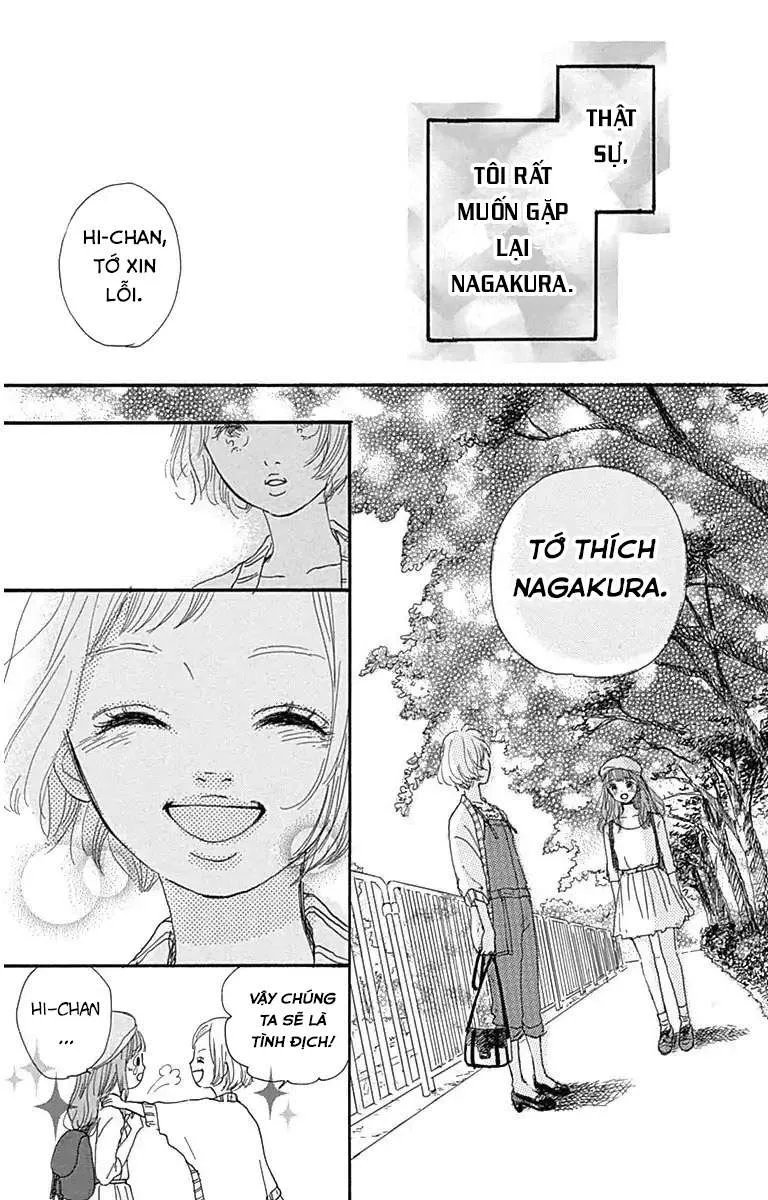 THẬT
SỰ,
TÔI RẤT
MUỐN GẶP
LẠI
NAGAKURA.
HI-CHAN,
TỚ XIN
LỖI.
TỚ THÍCH
NAGAKURA.
VẬY CHÚNG
TA SẼ LÀ
TÌNH ĐỊCH!
HI-CHAN
...